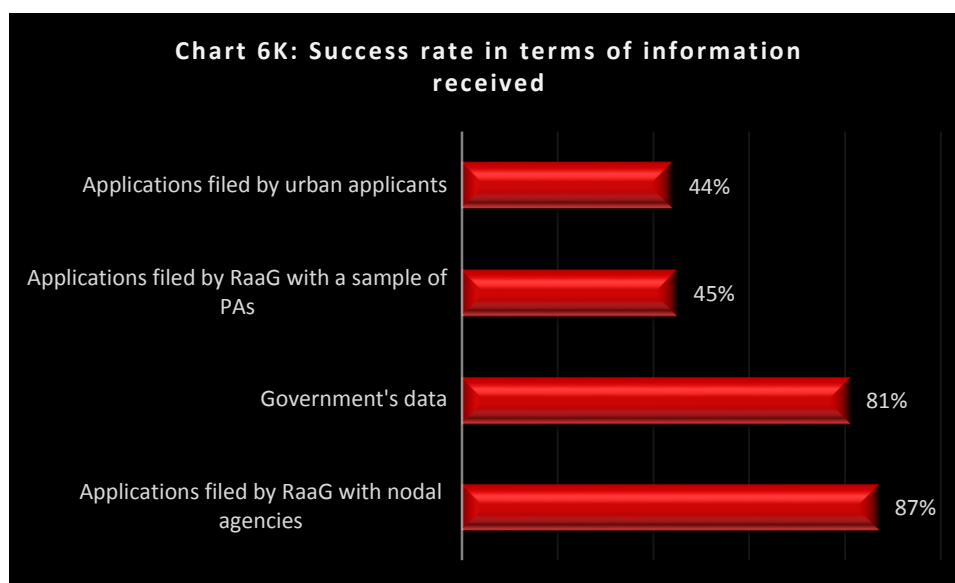 Chart 6K: Success rate in terms of information
received
Applications filed by urban applicants
44%
Applications filed by RaaG with a sample of
PAs
45%
Government's data
81%
Applications filed by RaaG with nodal
agencies
87%